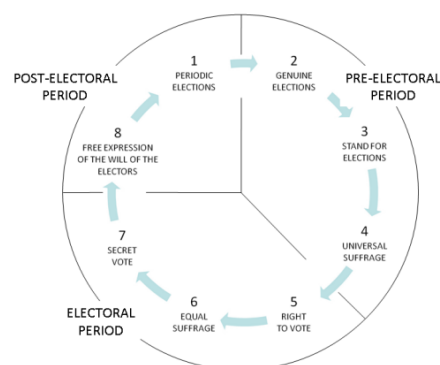 1
PERIODIC
ELECTIONS
2
GENUINE
ELECTIONS
POST-ELECTORAL
PERIOD
PRE-ELECTORAL
PERIOD
3
STAND FOR
ELECTIONS
8
FREE EXPRESSION
OF THE WILL OF THE
ELECTORS
4
UNIVERSAL
SUFFRAGE
7
SECRET
VOTE
6
EQUAL
SUFFRAGE
5
RIGHT
TO VOTE
ELECTORAL
PERIOD